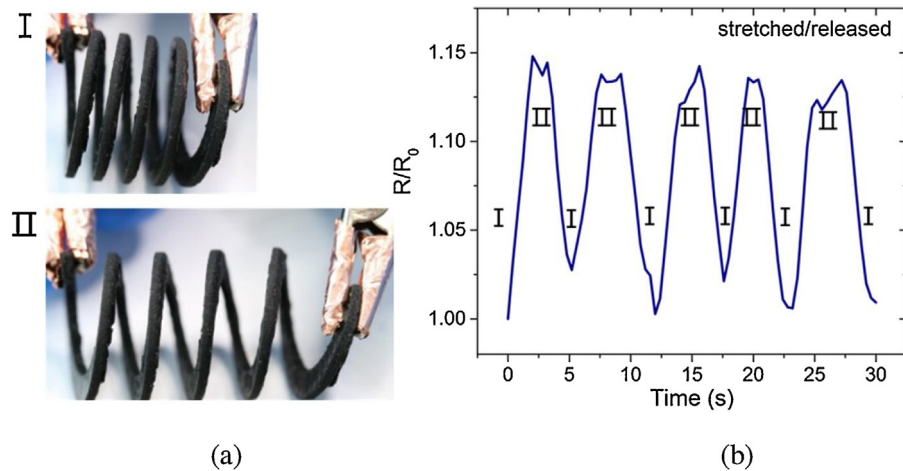 I
II
(a)
stretched/released
R/R₀
1.15
1.10
1.05
1.00
II
II
II
II
II
I
I
I
I
I
I
0
5
10
15
20
25
30
Time (s)
(b)